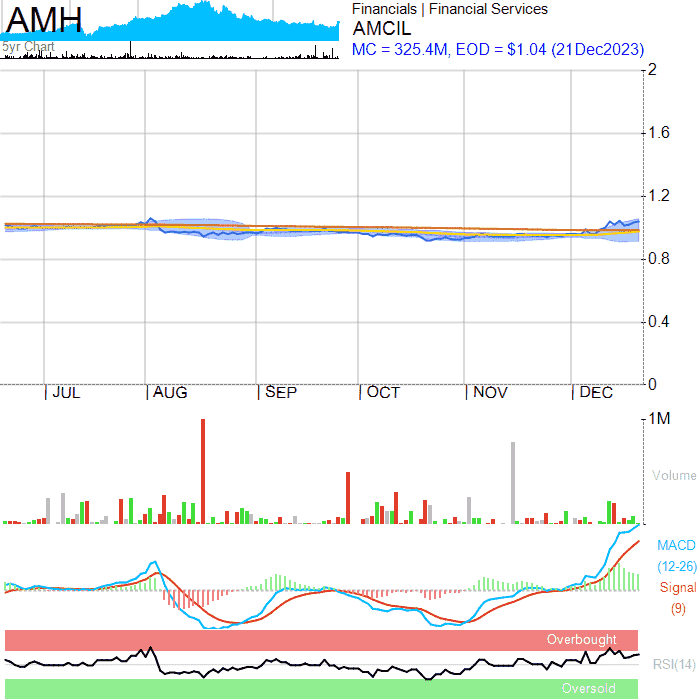 AMH
5yr Chart
Financials | Financial Services
AMCIL
MC = 325.4M, EOD = $1.04 (21Dec2023)
2
1.6
1.2
0.8
0.4
0
JUL AUG SEP OCT NOV DEC
1M
Volume
MACD
(12-26)
Signal
(9)
Overbought
RSI(14)
Oversold